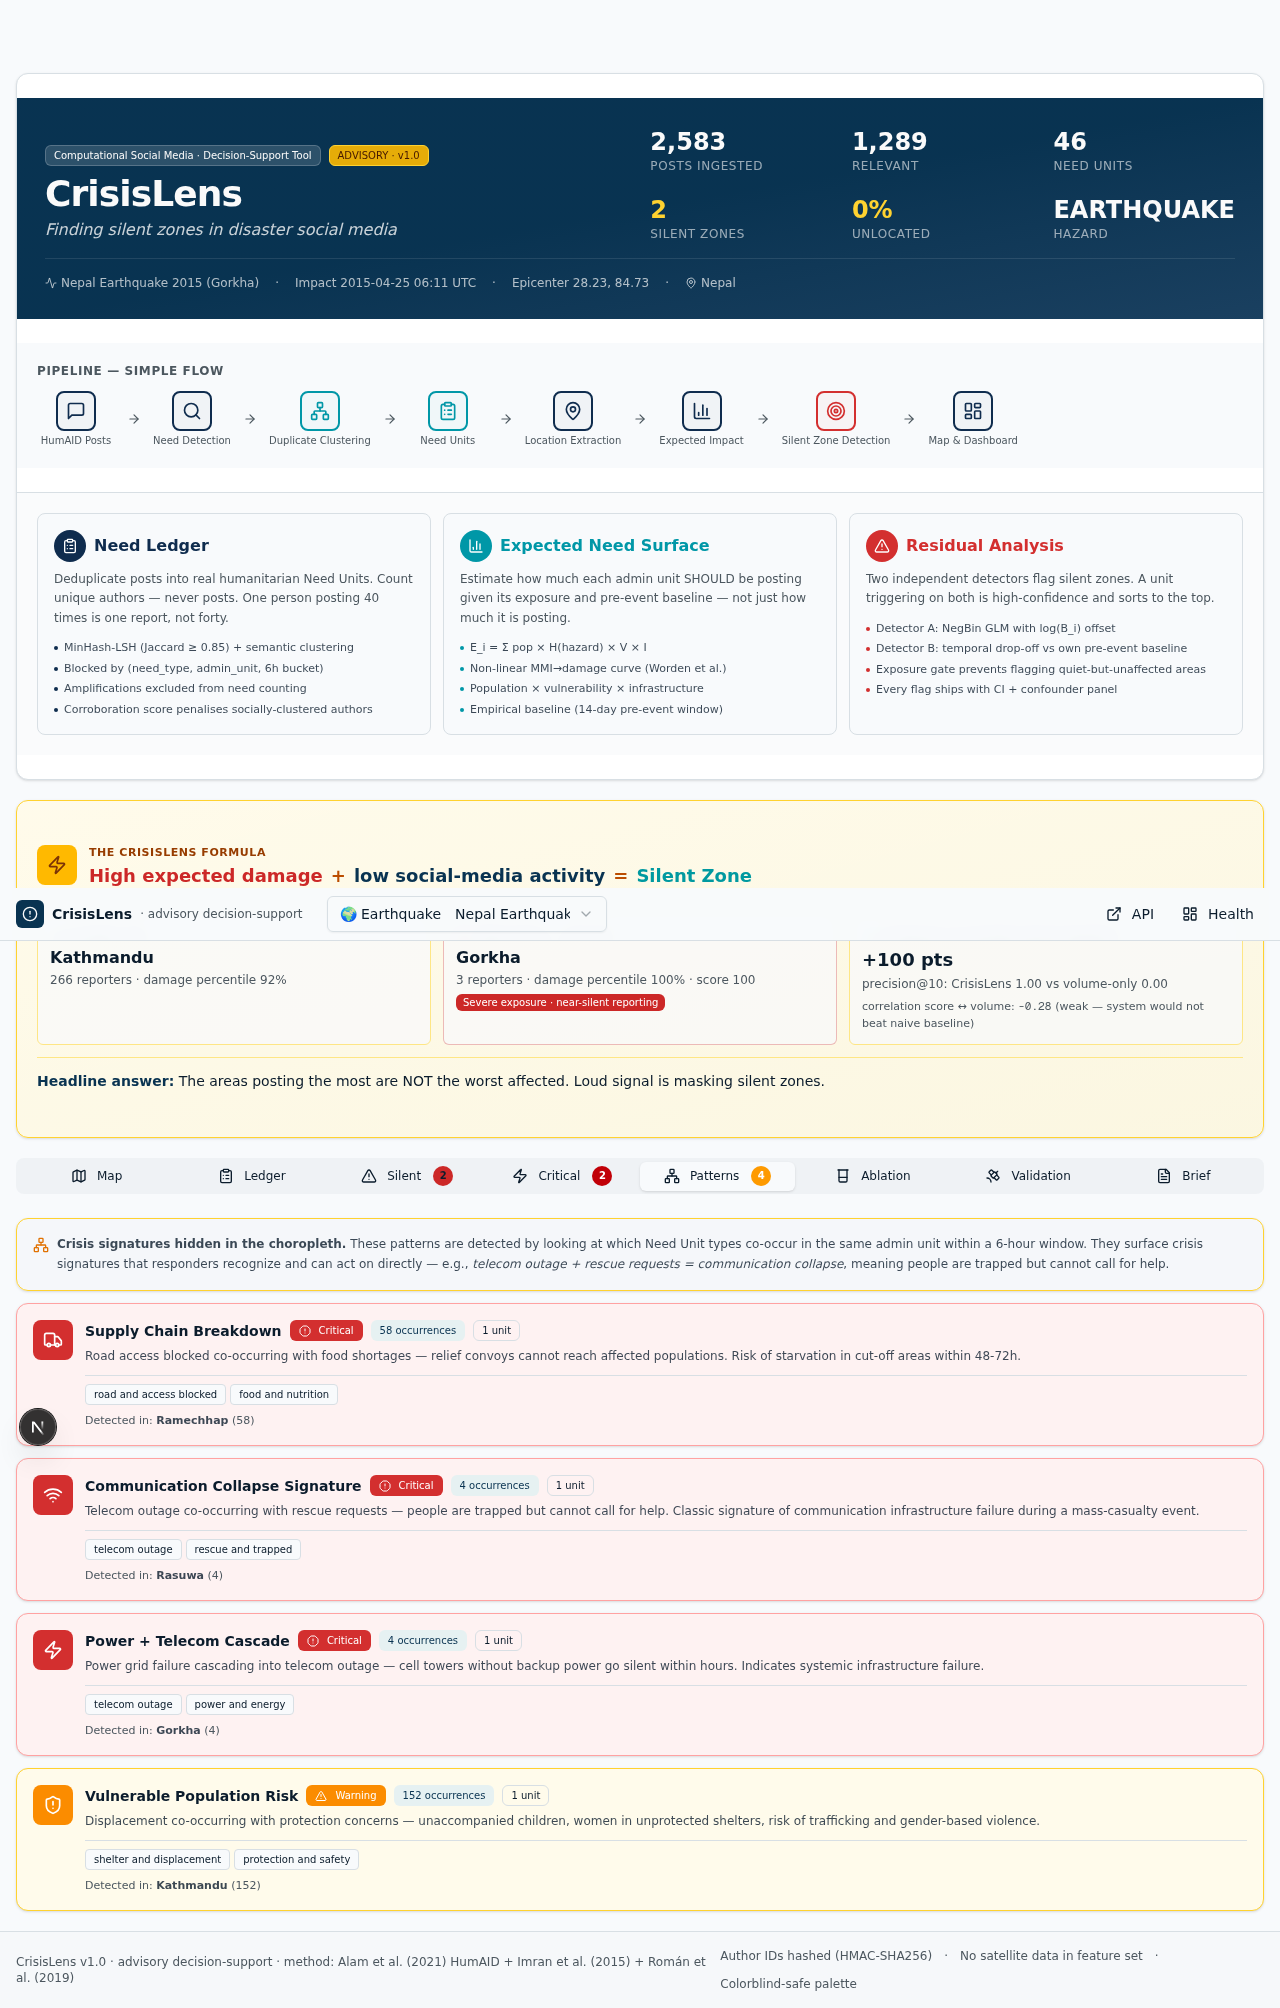 Computational Social Media · Decision-Support Tool
ADVISORY · v1.0
CrisisLens
Finding silent zones in disaster social media
2,583
POSTS INGESTED
1,289
RELEVANT
46
NEED UNITS
2
SILENT ZONES
0%
UNLOCATED
EARTHQUAKE
HAZARD
Nepal Earthquake 2015 (Gorkha) · Impact 2015-04-25 06:11 UTC · Epicenter 28.23, 84.73 · Nepal
PIPELINE — SIMPLE FLOW
HumAID Posts
Need Detection
Duplicate Clustering
Need Units
Location Extraction
Expected Impact
Silent Zone Detection
Map & Dashboard
Need Ledger
Deduplicate posts into real humanitarian Need Units. Count
unique authors — never posts. One person posting 40
times is one report, not forty.
• MinHash-LSH (Jaccard ≥ 0.85) + semantic clustering
• Blocked by (need_type, admin_unit, 6h bucket)
• Amplifications excluded from need counting
• Corroboration score penalises socially-clustered authors
Expected Need Surface
Estimate how much each admin unit SHOULD be posting
given its exposure and pre-event baseline — not just how
much it is posting.
• E_i = Σ pop × H(hazard) × V × I
• Non-linear MMI→damage curve (Worden et al.)
• Population × vulnerability × infrastructure
• Empirical baseline (14-day pre-event window)
Residual Analysis
Two independent detectors flag silent zones. A unit
triggering on both is high-confidence and sorts to the top.
• Detector A: NegBin GLM with log(B_i) offset
• Detector B: temporal drop-off vs own pre-event baseline
• Exposure gate prevents flagging quiet-but-unaffected areas
• Every flag ships with CI + confounder panel
THE CRISISLENS FORMULA
High expected damage + low social-media activity = Silent Zone
CrisisLens · advisory decision-support
🌍 Earthquake Nepal Earthquak
API
Health
Kathmandu
266 reporters · damage percentile 92%
Gorkha
3 reporters · damage percentile 100% · score 100
Severe exposure · near-silent reporting
+100 pts
precision@10: CrisisLens 1.00 vs volume-only 0.00
correlation score ↔ volume: -0.28 (weak — system would not
beat naive baseline)
Headline answer: The areas posting the most are NOT the worst affected. Loud signal is masking silent zones.
Map
Ledger
Silent 2
Critical 2
Patterns 4
Ablation
Validation
Brief
Crisis signatures hidden in the choropleth. These patterns are detected by looking at which Need Unit types co-occur in the same admin unit within a 6-hour window. They surface crisis
signatures that responders recognize and can act on directly — e.g., telecom outage + rescue requests = communication collapse, meaning people are trapped but cannot call for help.
Supply Chain Breakdown Critical 58 occurrences 1 unit
Road access blocked co-occurring with food shortages — relief convoys cannot reach affected populations. Risk of starvation in cut-off areas within 48-72h.
road and access blocked food and nutrition
Detected in: Ramechhap (58)
N
Communication Collapse Signature Critical 4 occurrences 1 unit
Telecom outage co-occurring with rescue requests — people are trapped but cannot call for help. Classic signature of communication infrastructure failure during a mass-casualty event.
telecom outage rescue and trapped
Detected in: Rasuwa (4)
Power + Telecom Cascade Critical 4 occurrences 1 unit
Power grid failure cascading into telecom outage — cell towers without backup power go silent within hours. Indicates systemic infrastructure failure.
telecom outage power and energy
Detected in: Gorkha (4)
Vulnerable Population Risk Warning 152 occurrences 1 unit
Displacement co-occurring with protection concerns — unaccompanied children, women in unprotected shelters, risk of trafficking and gender-based violence.
shelter and displacement protection and safety
Detected in: Kathmandu (152)
CrisisLens v1.0 · advisory decision-support · method: Alam et al. (2021) HumAID + Imran et al. (2015) + Román et
al. (2019)
Author IDs hashed (HMAC-SHA256) · No satellite data in feature set ·
Colorblind-safe palette